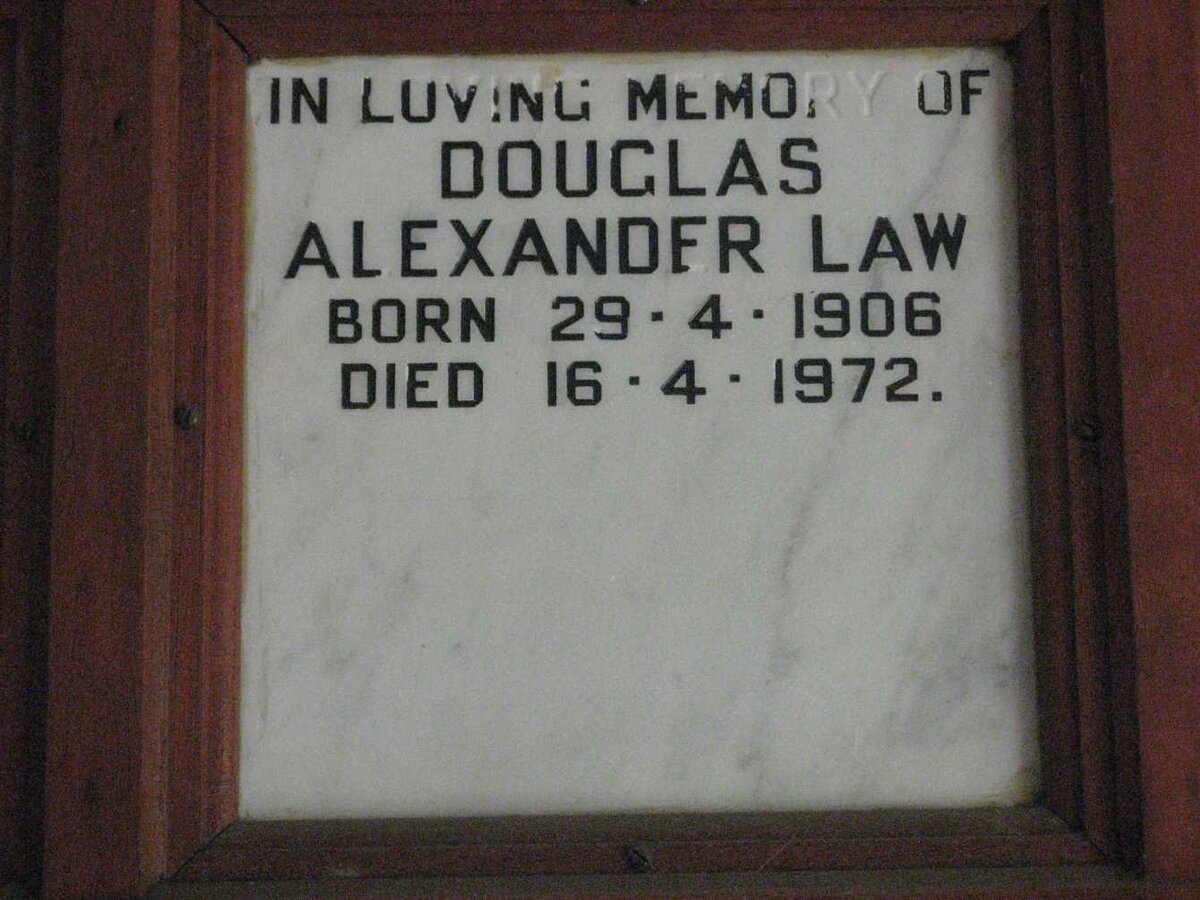 IN LOVING MEMORY OF
DOUGLAS
ALEXANDER LAW
BORN 29 · 4 · 1906
DIED 16 · 4 · 1972.